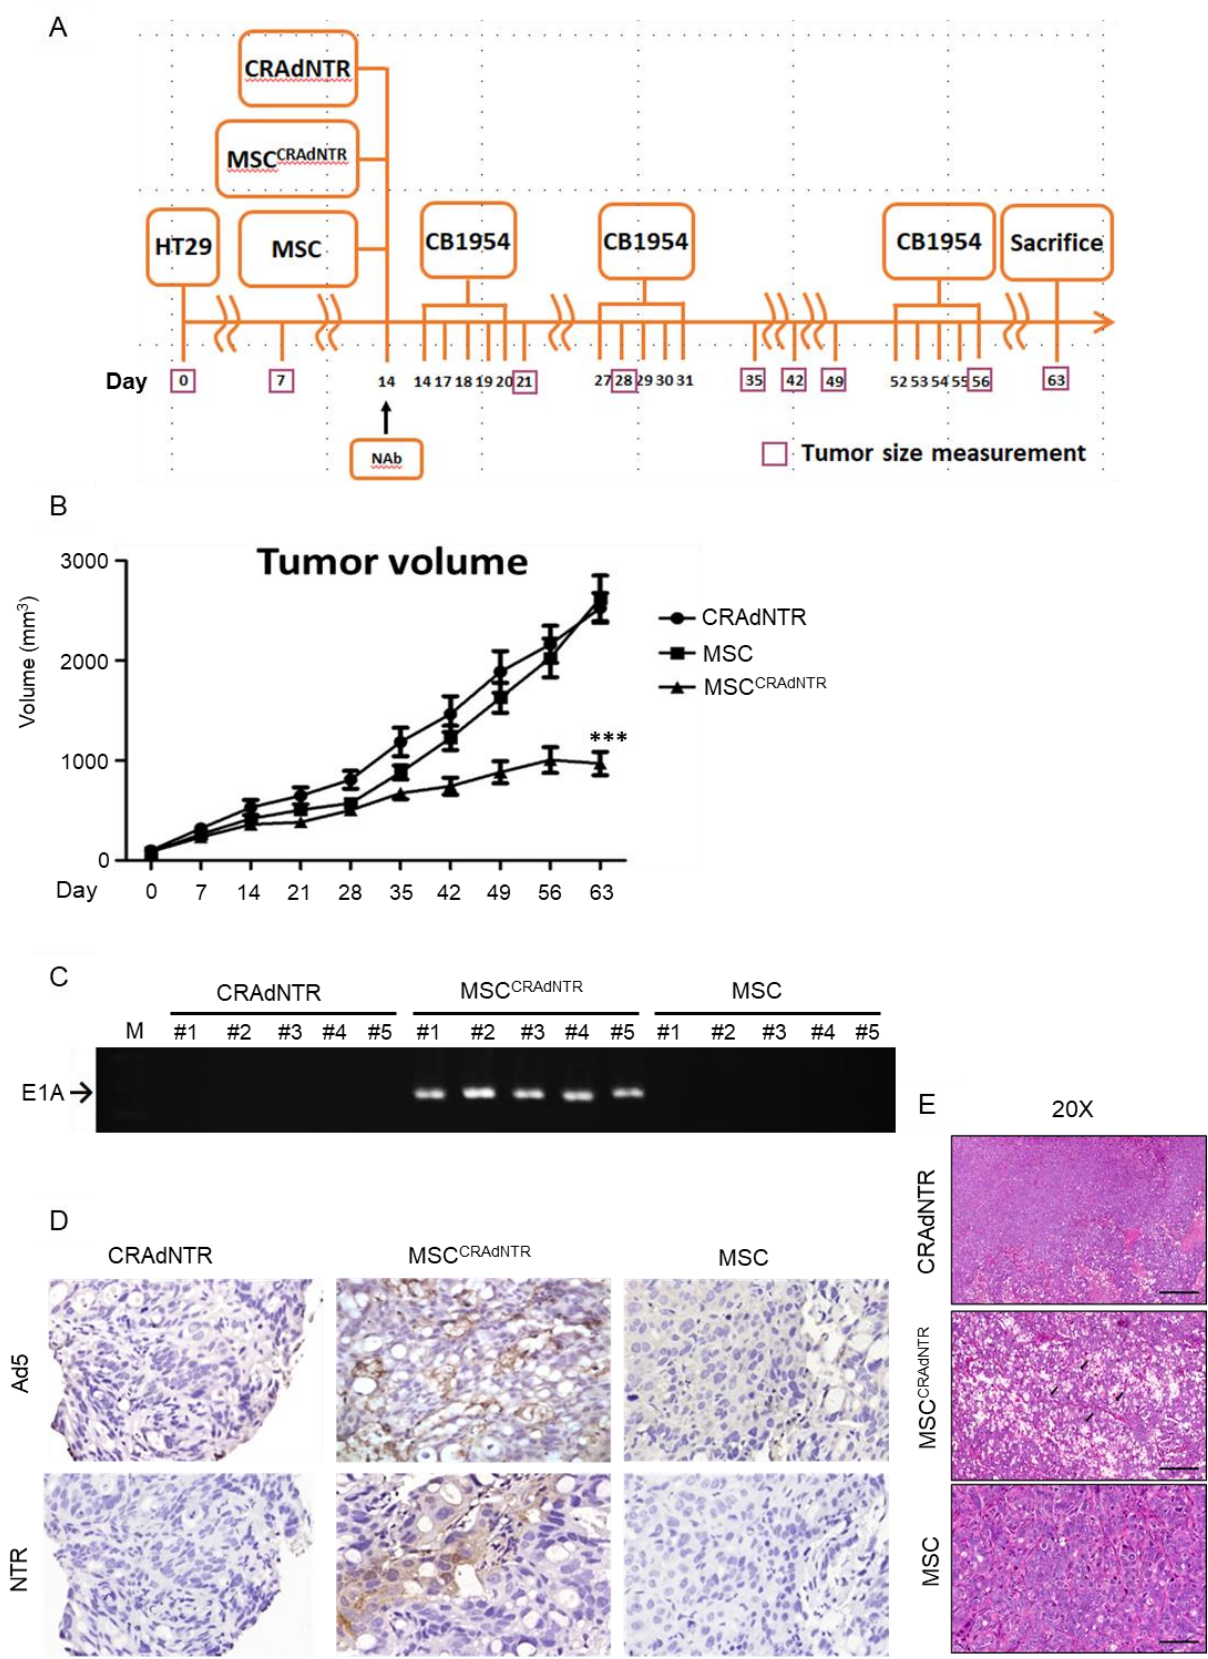 A
CRAdNTR
MSCCRAdNTR
HT29
MSC
CB1954
CB1954
CB1954
Sacrifice
Day 0 7 14 14 17 18 19 20 21 27 28 29 30 31 35 42 49 52 53 54 55 56 63
NAb
Tumor size measurement
B
Tumor volume
Volume (mm3)
3000
2000
1000
0
Day 0 7 14 21 28 35 42 49 56 63
***
CRAdNTR
MSC
MSCCRAdNTR
C
CRAdNTR MSCCRAdNTR MSC
M #1 #2 #3 #4 #5 #1 #2 #3 #4 #5 #1 #2 #3 #4 #5
E1A
D
CRAdNTR MSCCRAdNTR MSC
Ad5
NTR
E
20X
CRAdNTR
MSCCRAdNTR
MSC